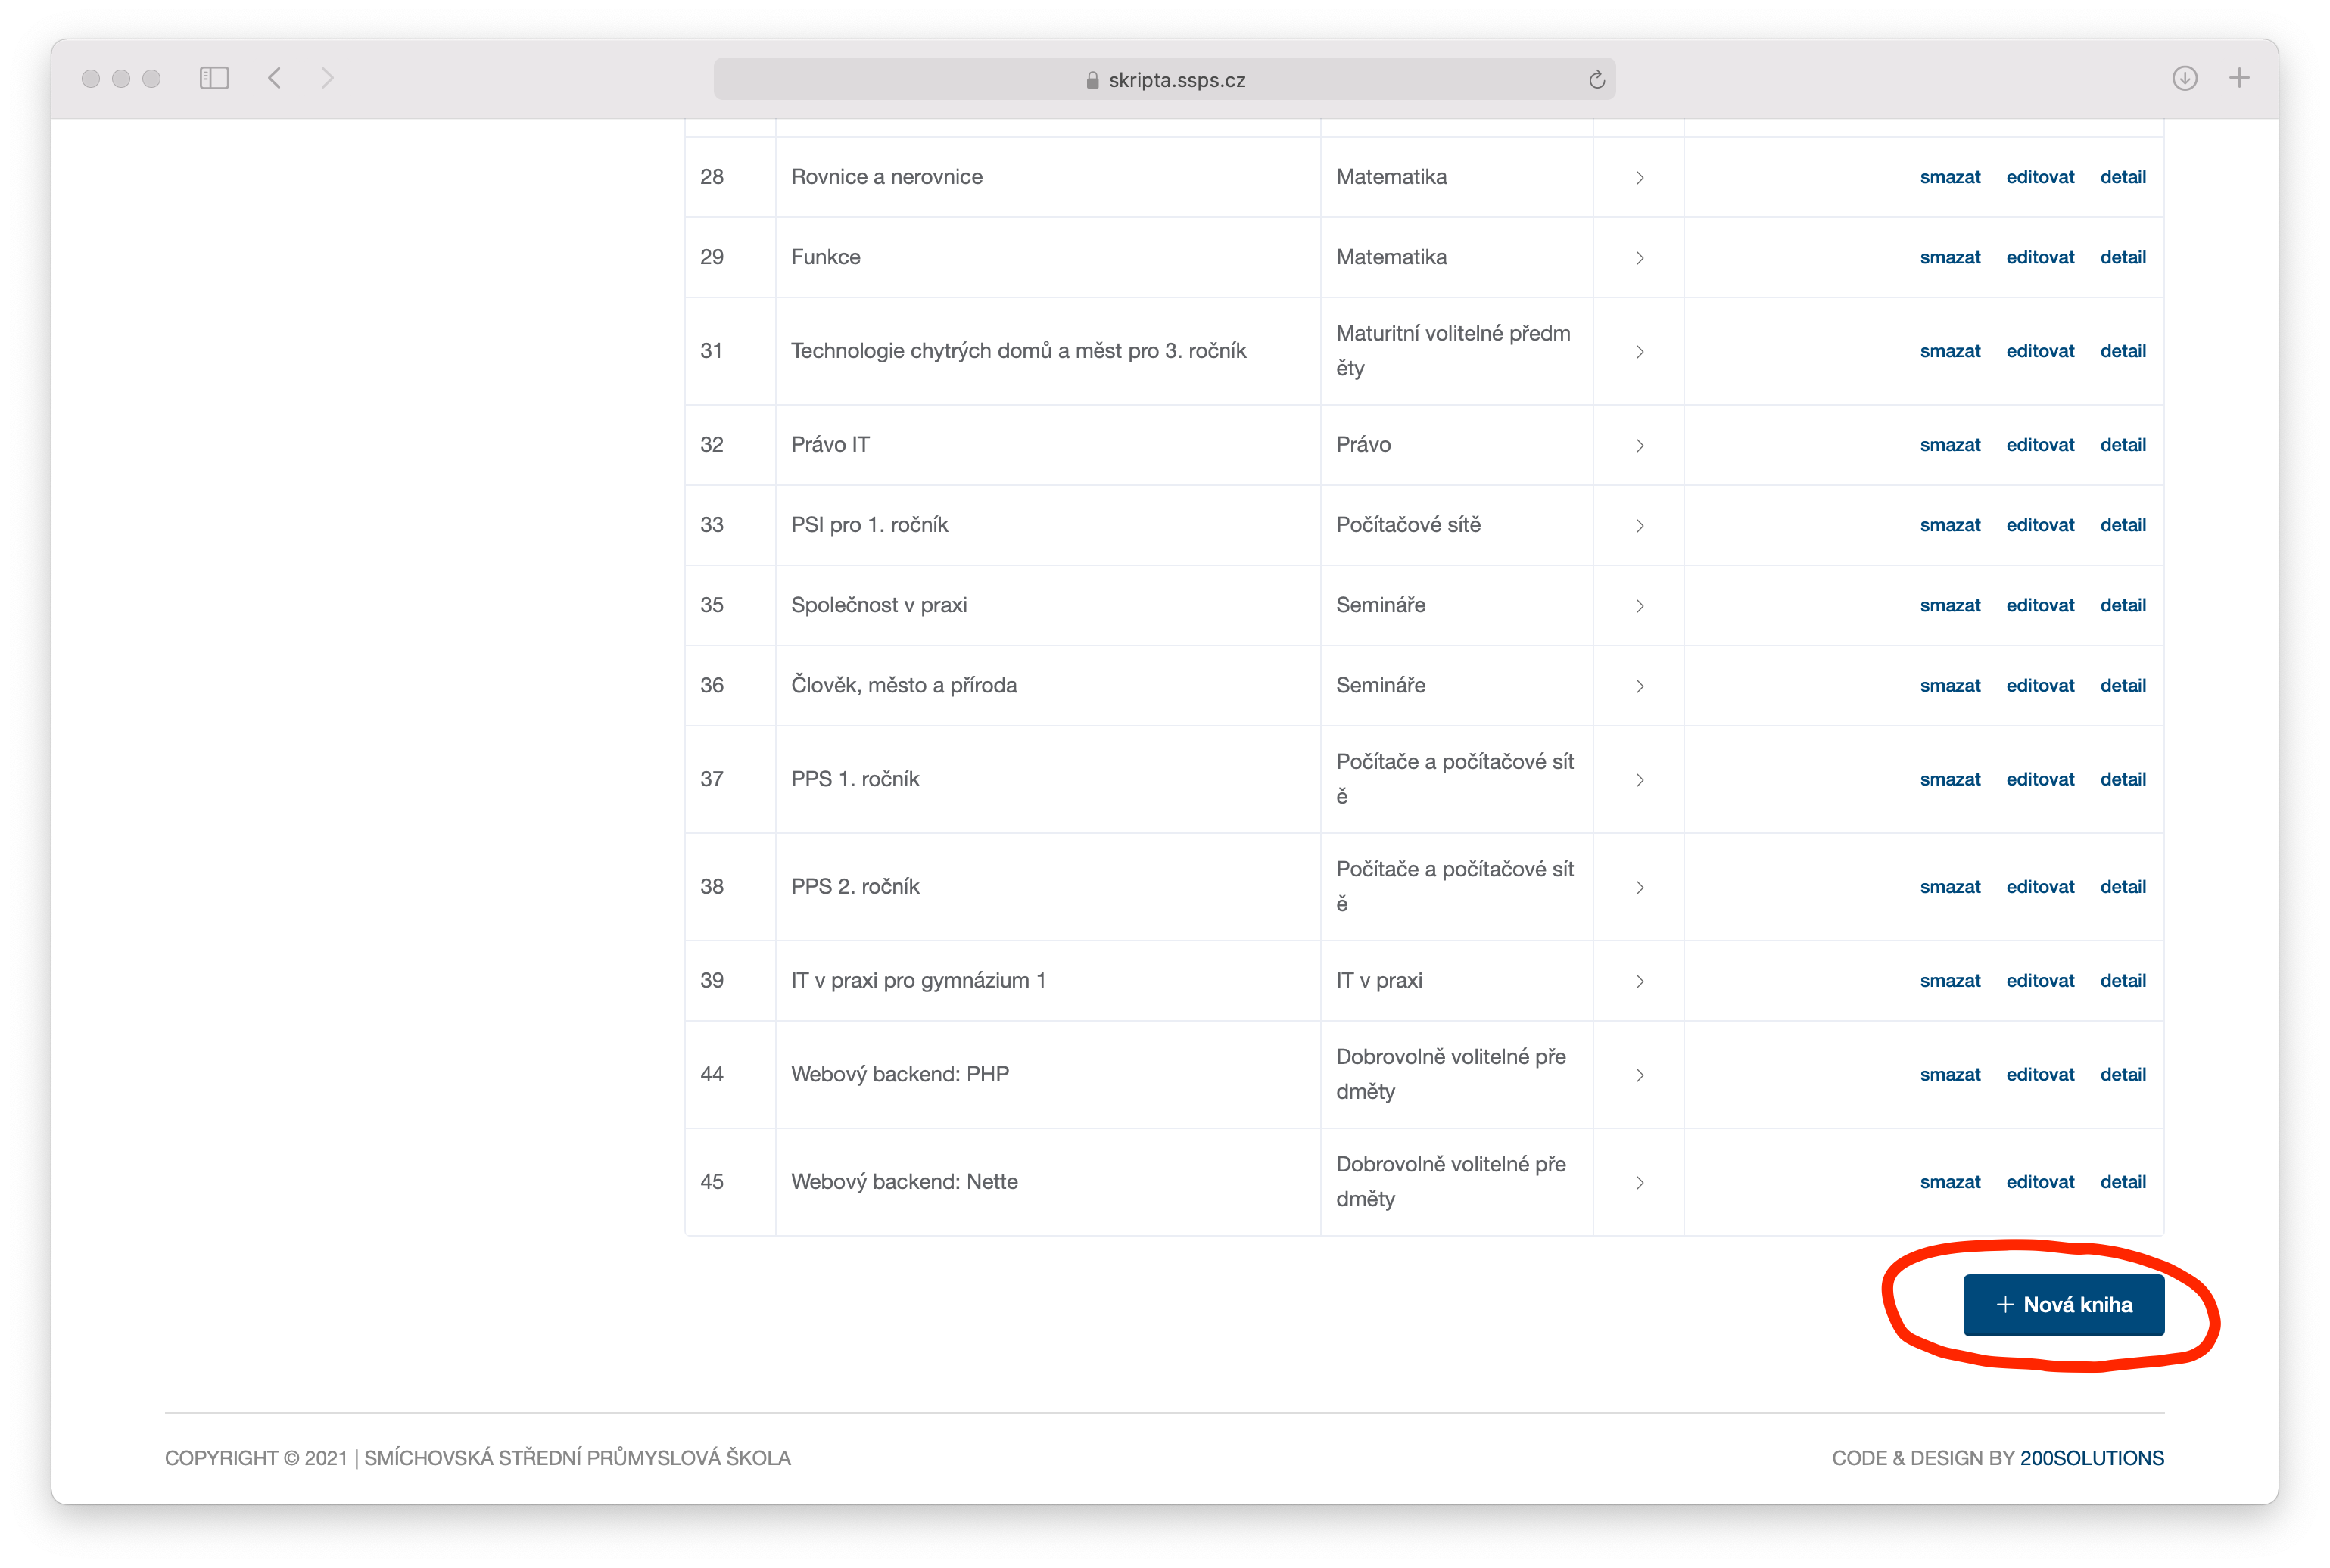 skripta.ssps.cz
28 Rovnice a nerovnice Matematika smazat editovat detail
29 Funkce Matematika smazat editovat detail
31 Technologie chytrých domů a měst pro 3. ročník Maturitní volitelné předm smazat editovat detail
ěty
32 Právo IT Právo smazat editovat detail
33 PSI pro 1. ročník Počítačové sítě smazat editovat detail
35 Společnost v praxi Semináře smazat editovat detail
36 Člověk, město a příroda Semináře smazat editovat detail
37 PPS 1. ročník Počítače a počítačové sít smazat editovat detail
ě
38 PPS 2. ročník Počítače a počítačové sít smazat editovat detail
ě
39 IT v praxi pro gymnázium 1 IT v praxi smazat editovat detail
44 Webový backend: PHP Dobrovolně volitelné pře smazat editovat detail
dměty
45 Webový backend: Nette Dobrovolně volitelné pře smazat editovat detail
dměty
+ Nová kniha
COPYRIGHT © 2021 | SMÍCHOVSKÁ STŘEDNÍ PRŮMYSLOVÁ ŠKOLA CODE & DESIGN BY 200SOLUTIONS